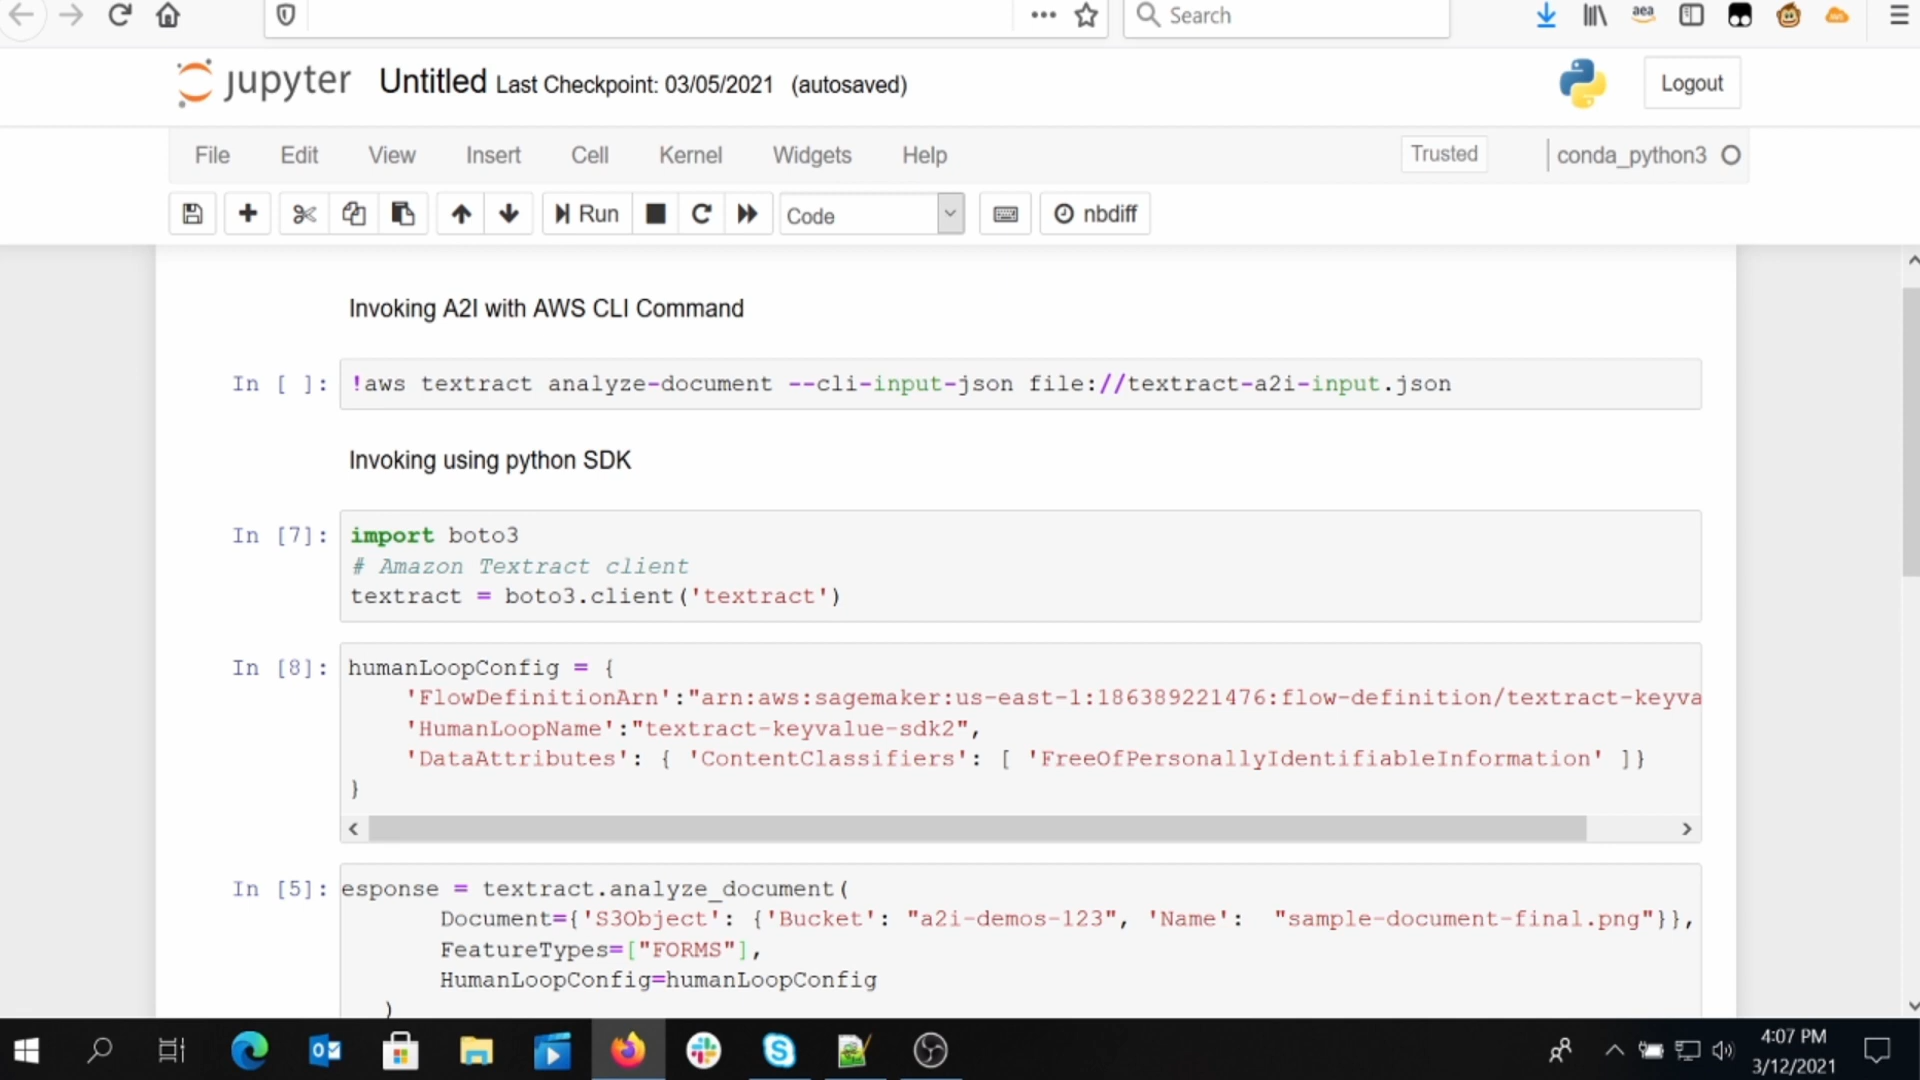 Search
aea
jupyter Untitled Last Checkpoint: 03/05/2021 (autosaved)
Logout
File Edit View Insert Cell Kernel Widgets Help
Trusted
conda_python3
Run
Code
nbdiff
Invoking A2I with AWS CLI Command
In [ ]: !aws textract analyze-document --cli-input-json file://textract-a2i-input.json
Invoking using python SDK
In [7]: import boto3
# Amazon Textract client
textract = boto3.client('textract')
In [8]: humanLoopConfig = {
'FlowDefinitionArn':"arn:aws:sagemaker:us-east-1:186389221476:flow-definition/textract-keyva
'HumanLoopName':"textract-keyvalue-sdk2",
'DataAttributes': { 'ContentClassifiers': [ 'FreeOfPersonallyIdentifiableInformation' ]}
}
In [5]: esponse = textract.analyze_document(
Document={'S3Object': {'Bucket': "a2i-demos-123", 'Name': "sample-document-final.png"}},
FeatureTypes=["FORMS"],
HumanLoopConfig=humanLoopConfig
)
4:07 PM
3/12/2021